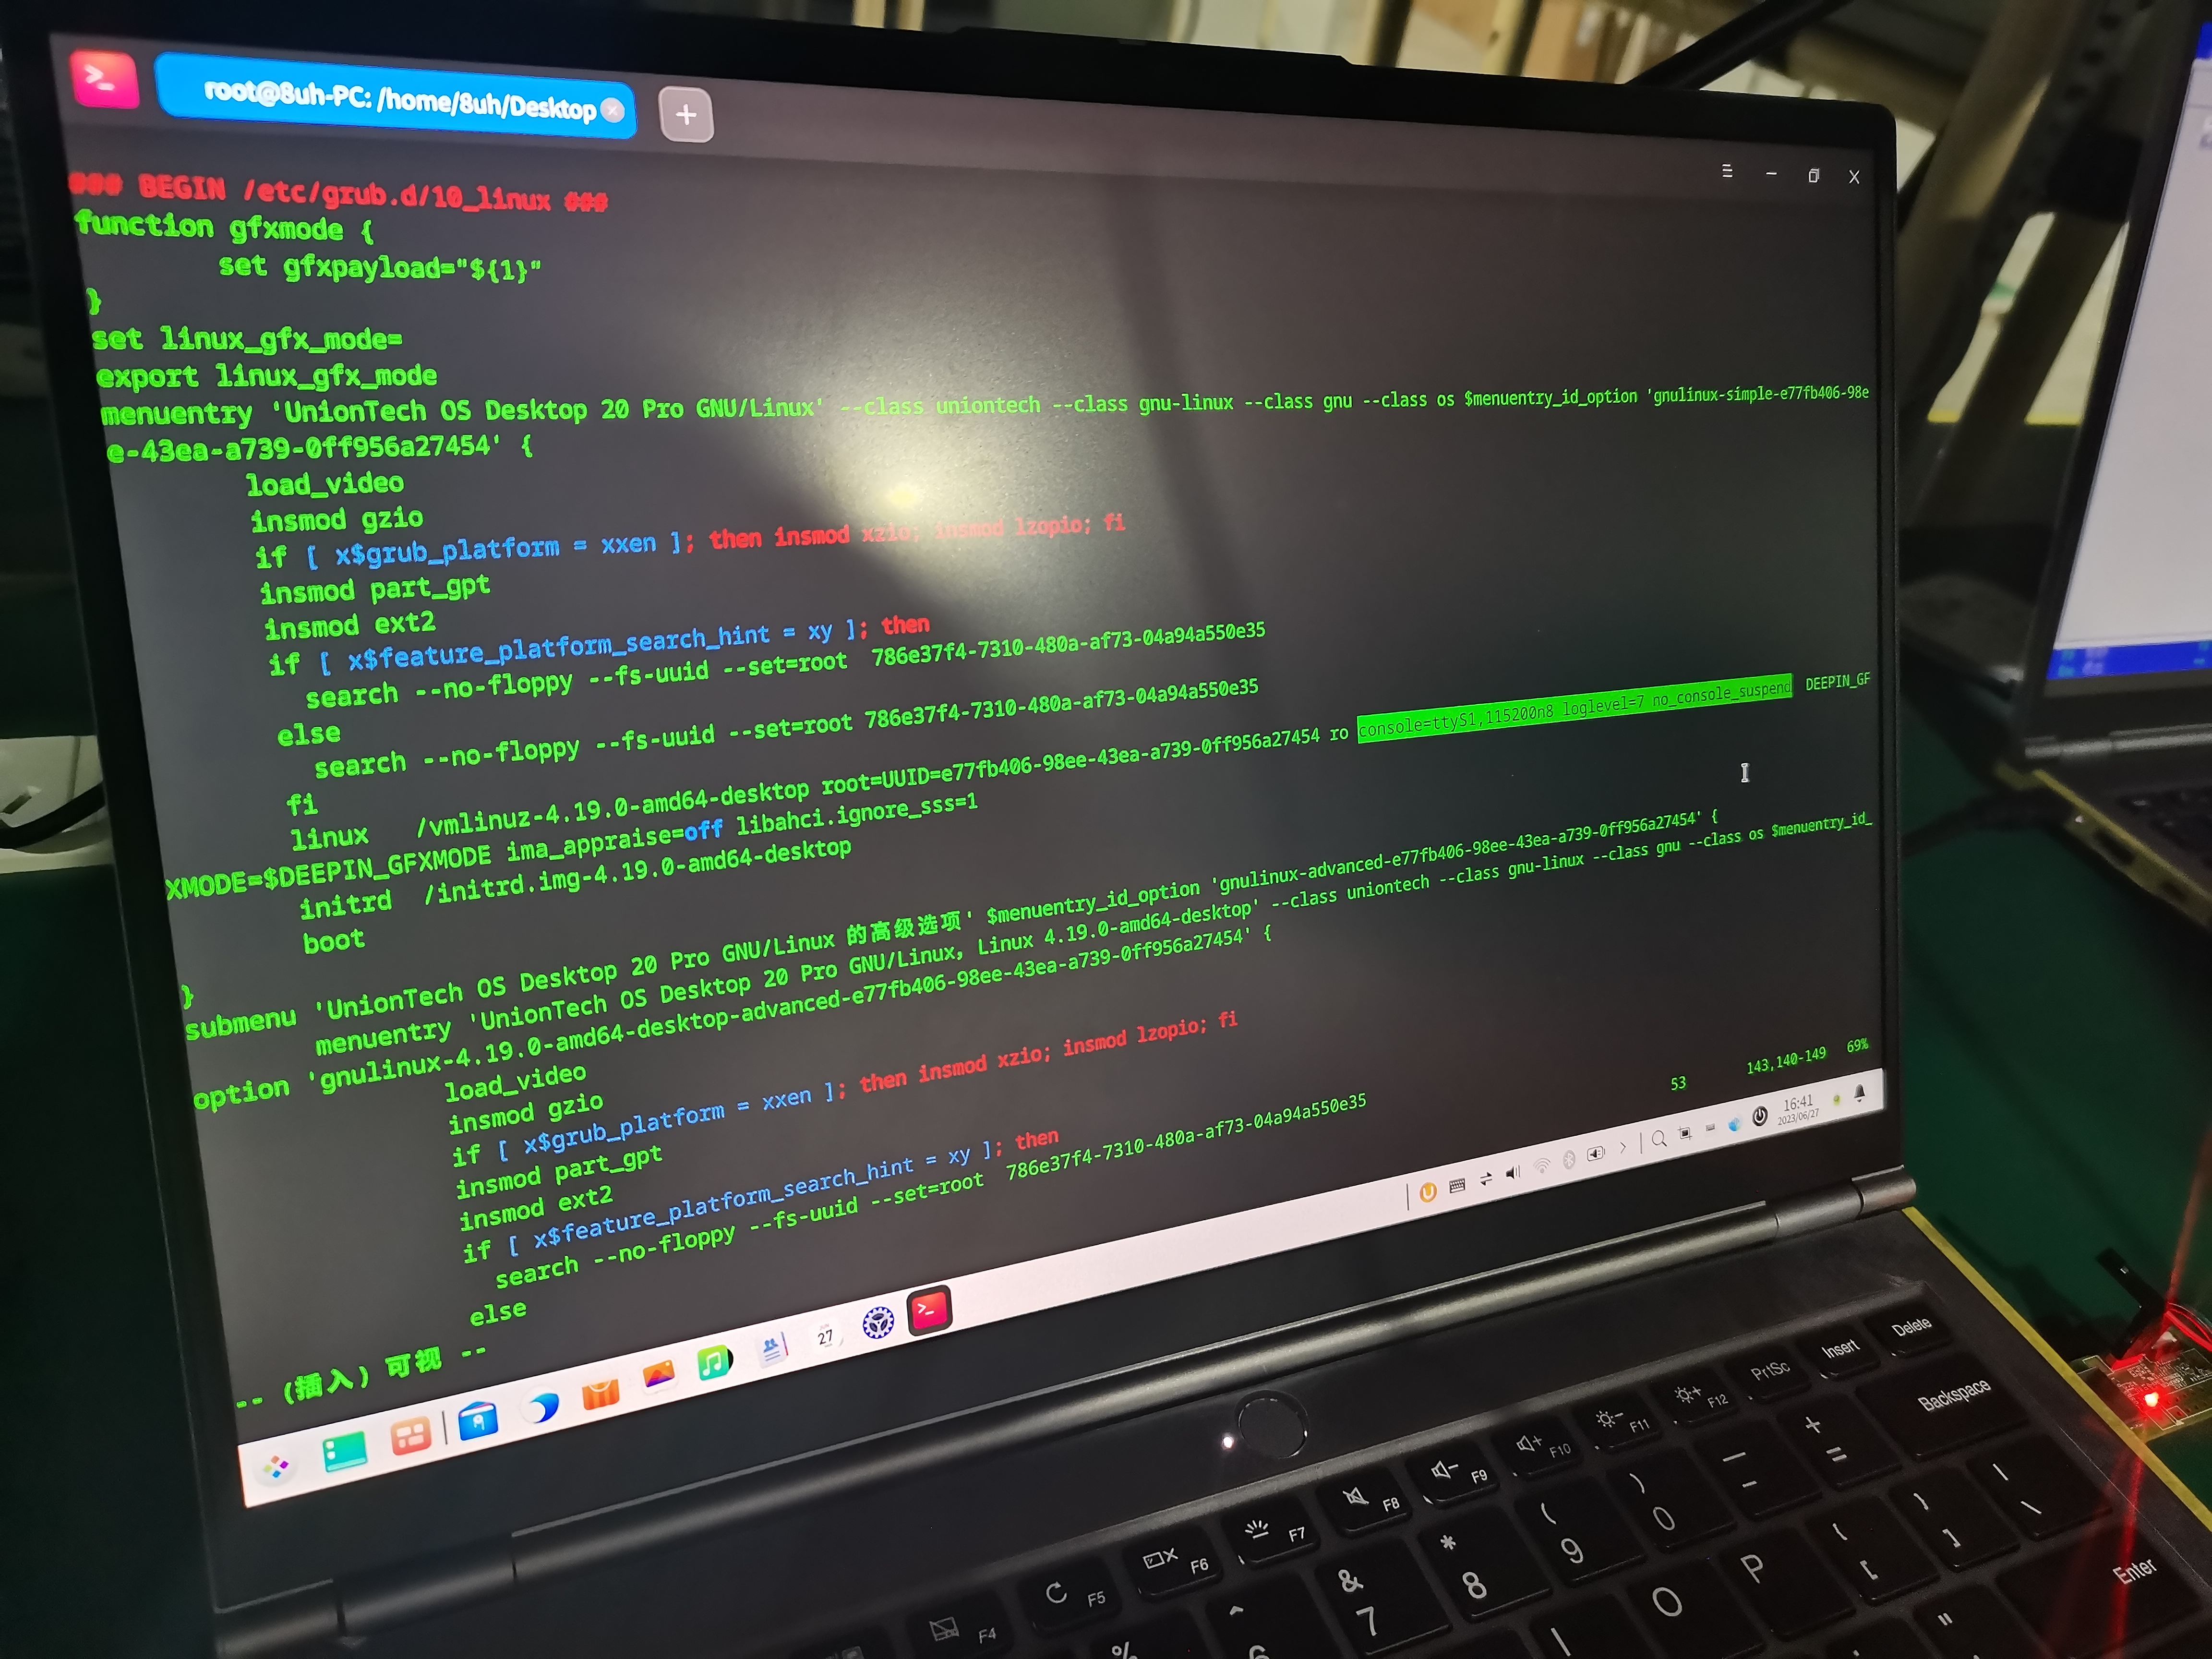 root@8uh-PC: /home/8uh/Desktop
### BEGIN /etc/grub.d/10_linux ###
function gfxmode {
set gfxpayload="${1}"
}
set linux_gfx_mode=
export linux_gfx_mode
menuentry 'UnionTech OS Desktop 20 Pro GNU/Linux' --class uniontech --class gnu-linux --class gnu --class os $menuentry_id_option 'gnulinux-simple-e77fb406-98e
e-43ea-a739-0ff956a27454' {
load_video
insmod gzio
if [ x$grub_platform = xxen ]; then insmod xzio; insmod lzopio; fi
insmod part_gpt
insmod ext2
if [ x$feature_platform_search_hint = xy ]; then
search --no-floppy --fs-uuid --set=root  786e37f4-7310-480a-af73-04a94a550e35
else
search --no-floppy --fs-uuid --set=root 786e37f4-7310-480a-af73-04a94a550e35
fi
linux /vmlinuz-4.19.0-amd64-desktop root=UUID=e77fb406-98ee-43ea-a739-0ff956a27454 ro console=ttyS1,115200n8 loglevel=7 no_console_suspend DEEPIN_GF
XMODE=$DEEPIN_GFXMODE ima_appraise=off libahci.ignore_sss=1
initrd /initrd.img-4.19.0-amd64-desktop
boot
}
submenu 'UnionTech OS Desktop 20 Pro GNU/Linux 的高级选项' $menuentry_id_option 'gnulinux-advanced-e77fb406-98ee-43ea-a739-0ff956a27454' {
menuentry 'UnionTech OS Desktop 20 Pro GNU/Linux, Linux 4.19.0-amd64-desktop' --class uniontech --class gnu-linux --class gnu --class os $menuentry_id_
option 'gnulinux-4.19.0-amd64-desktop-advanced-e77fb406-98ee-43ea-a739-0ff956a27454' {
load_video
insmod gzio
if [ x$grub_platform = xxen ]; then insmod xzio; insmod lzopio; fi
insmod part_gpt
insmod ext2
if [ x$feature_platform_search_hint = xy ]; then
search --no-floppy --fs-uuid --set=root  786e37f4-7310-480a-af73-04a94a550e35
else
-- (插入) 可视 --
53 143,140-149 69%
16:41
2023/06/27
27
F4 F5 F6 F7 F8 F9 F10 F11 F12 PrtSc Insert Delete
% ^ & 7 * 8 ( 9 ) 0 _ - + = Backspace
O P { [ } ] | \
" Enter